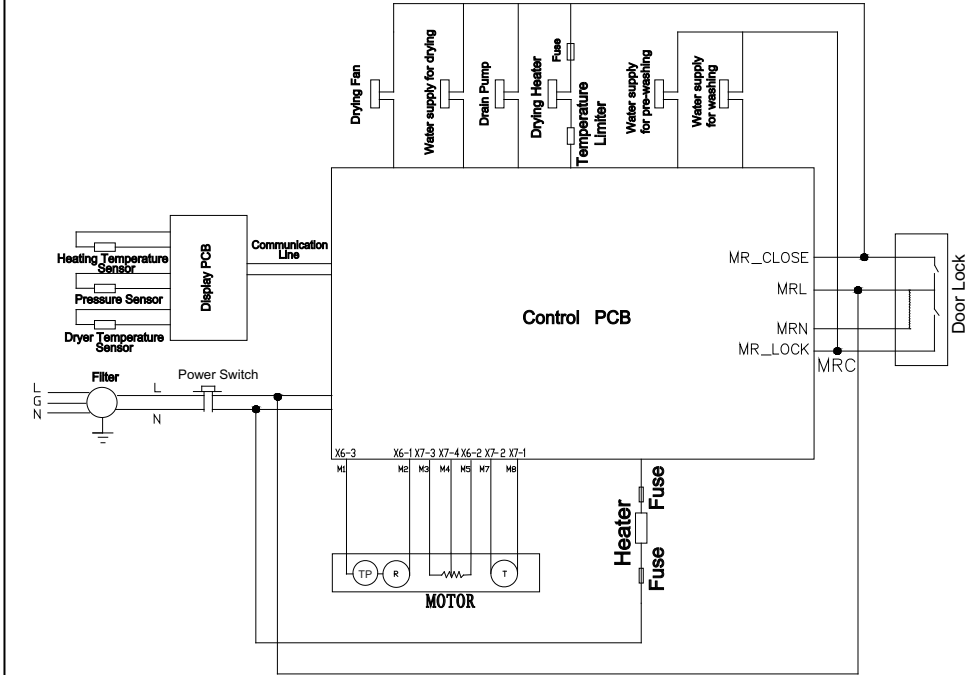 Drying Fan
Water supply for drying
Drain Pump
Drying Heater
Fuse
Temperature
Limiter
Water supply
for pre-washing
Water supply
for washing
Heating Temperature
Sensor
Pressure Sensor
Dryer Temperature
Sensor
Display PCB
Communication
Line
Control PCB
MR_CLOSE
MRL
MRN
MR_LOCK
MRC
Door Lock
L
G
N
Filter
L
N
Power Switch
X6-3 X6-1 X7-3 X7-4 X6-2 X7-2 X7-1
M1 M2 M3 M4 M5 M7 M8
TP R T
MOTOR
Fuse
Heater
Fuse